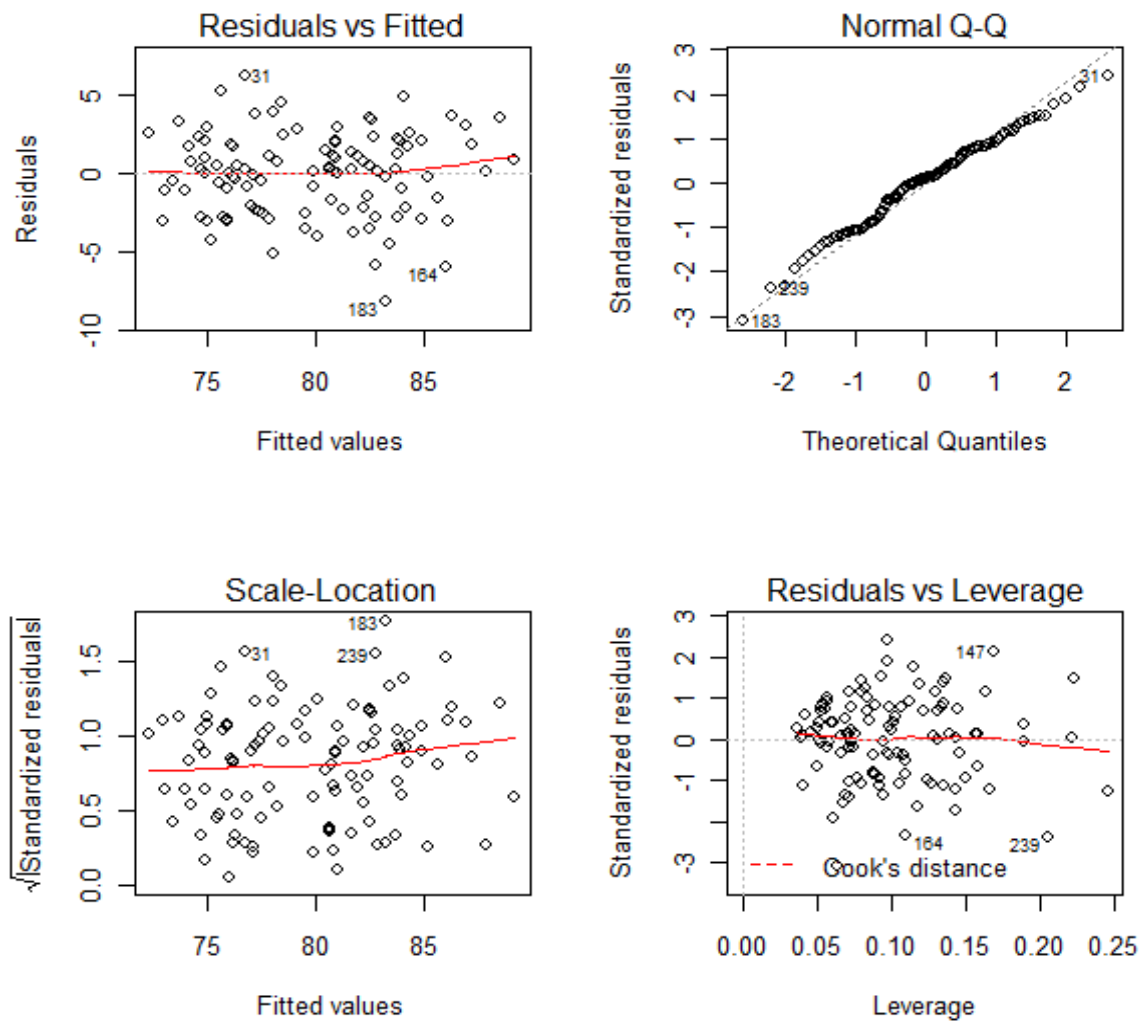 Residuals vs Fitted
Residuals
5
0
-5
-10
31
164
183
75 80 85
Fitted values
Normal Q-Q
Standardized residuals
3
2
1
0
-1
-2
-3
31
239
183
-2 -1 0 1 2
Theoretical Quantiles
Scale-Location
√|Standardized residuals|
1.5
1.0
0.5
0.0
183
31
239
75 80 85
Fitted values
Residuals vs Leverage
Standardized residuals
3
2
1
0
-1
-3
147
164
239
Cook's distance
0.00 0.05 0.10 0.15 0.20 0.25
Leverage